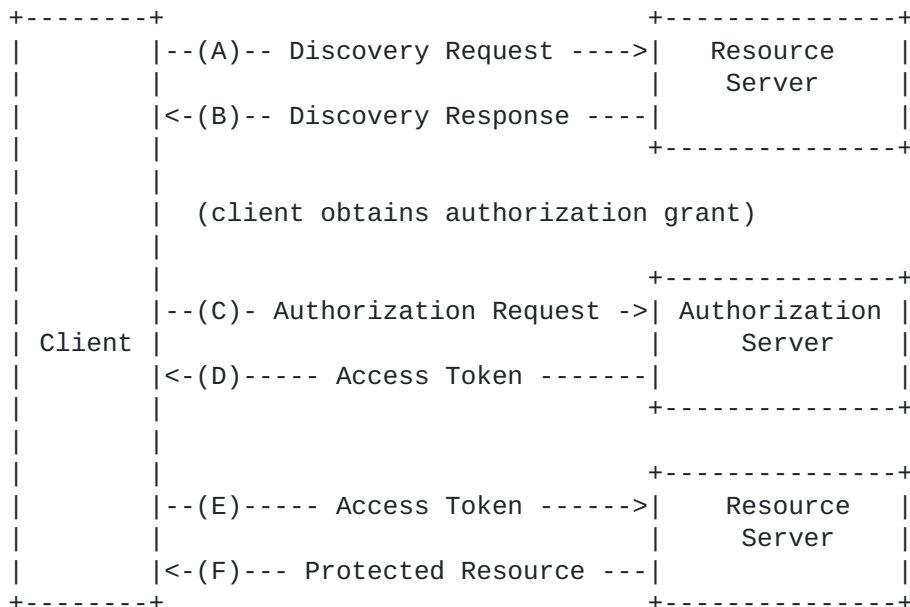 +--------+                               +---------------+
|        |--(A)-- Discovery Request ---->|   Resource    |
|        |                               |    Server     |
|        |<-(B)-- Discovery Response ----|               |
|        |                               +---------------+
|        |
|        |  (client obtains authorization grant)
|        |
|        |                               +---------------+
|        |--(C)- Authorization Request ->| Authorization |
| Client |                               |     Server    |
|        |<-(D)----- Access Token -------|               |
|        |                               +---------------+
|        |
|        |                               +---------------+
|        |--(E)----- Access Token ------>|    Resource   |
|        |                               |     Server    |
|        |<-(F)--- Protected Resource ---|               |
+--------+                               +---------------+